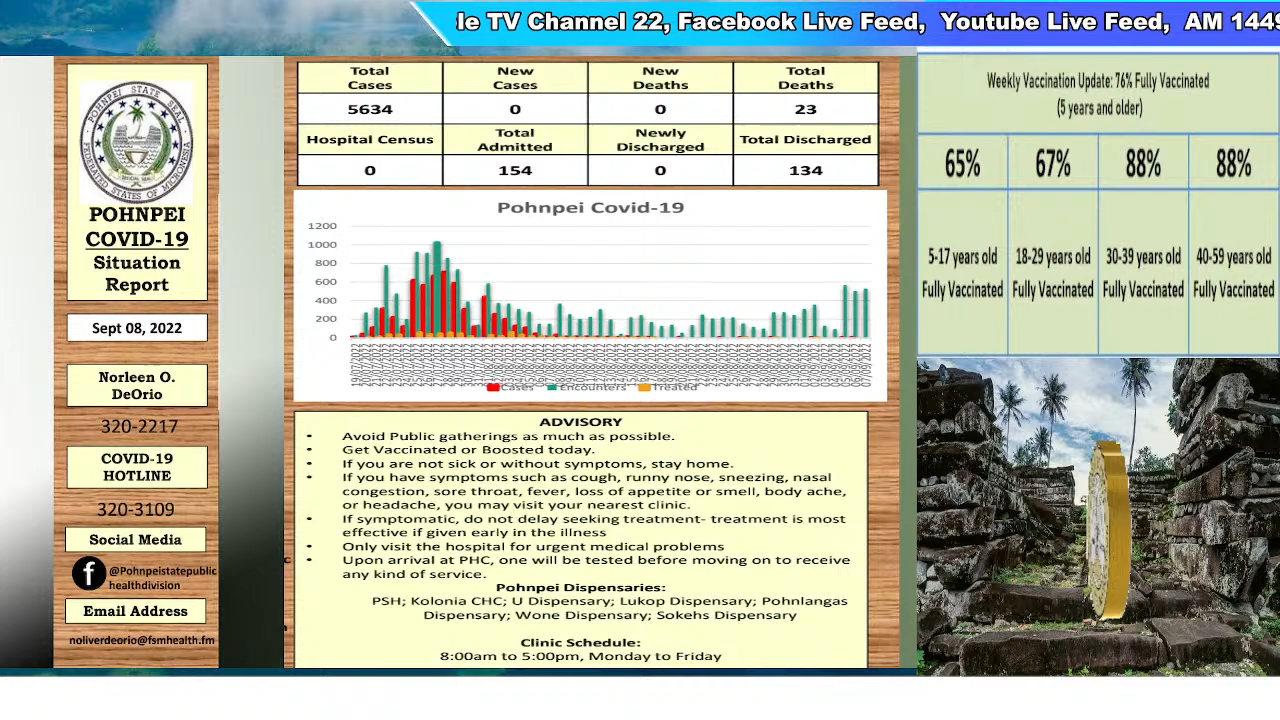 le TV Channel 22, Facebook Live Feed, Youtube Live Feed, AM 1449
POHNPEI STATE SEAL
FEDERATED STATES OF MICRONESIA
POHNPEI
COVID-19
Situation
Report
Sept 08, 2022
Norleen O.
DeOrio
320-2217
COVID-19
HOTLINE
320-3109
Social Media
@Pohnpeistatepublic
healthdivision
Email Address
noliverdeorio@fsmhealth.fm
Total Cases New Cases New Deaths Total Deaths
5634 0 0 23
Hospital Census Total Admitted Newly Discharged Total Discharged
0 154 0 134
Pohnpei Covid-19
1200
1000
800
600
400
200
0
Cases Encounters Treated
ADVISORY
• Avoid Public gatherings as much as possible.
• Get Vaccinated or Boosted today.
• If you are not sick or without symptoms, stay home.
• If you have symptoms such as cough, runny nose, sneezing, nasal
congestion, sore throat, fever, loss of appetite or smell, body ache,
or headache, you may visit your nearest clinic.
• If symptomatic, do not delay seeking treatment- treatment is most
effective if given early in the illness
• Only visit the hospital for urgent medical problems
• Upon arrival at PHC, one will be tested before moving on to receive
any kind of service.
Pohnpei Dispensaries:
PSH; Kolonia CHC; U Dispensary; Lukop Dispensary; Pohnlangas
Dispensary; Wone Dispensary; Sokehs Dispensary
Clinic Schedule:
8:00am to 5:00pm, Monday to Friday
Weekly Vaccination Update: 76% Fully Vaccinated
(5 years and older)
65% 67% 88% 88%
5-17 years old 18-29 years old 30-39 years old 40-59 years old
Fully Vaccinated Fully Vaccinated Fully Vaccinated Fully Vaccinated